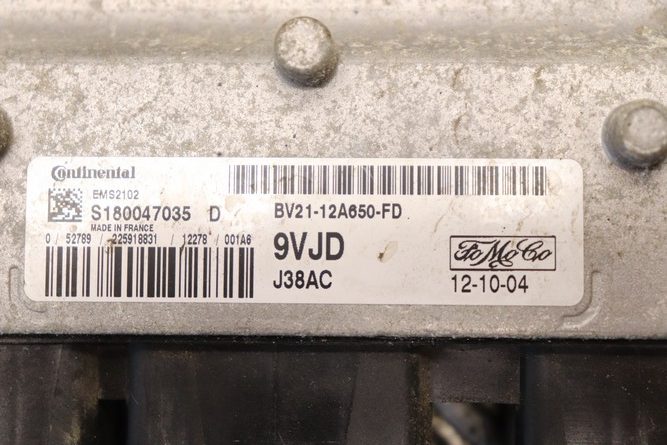 Continental
EMS2102
S180047035 D
MADE IN FRANCE
0 / 52789 / 225918831 / 12278 / 001A6
BV21-12A650-FD
9VJD
J38AC
FoMoCo
12-10-04